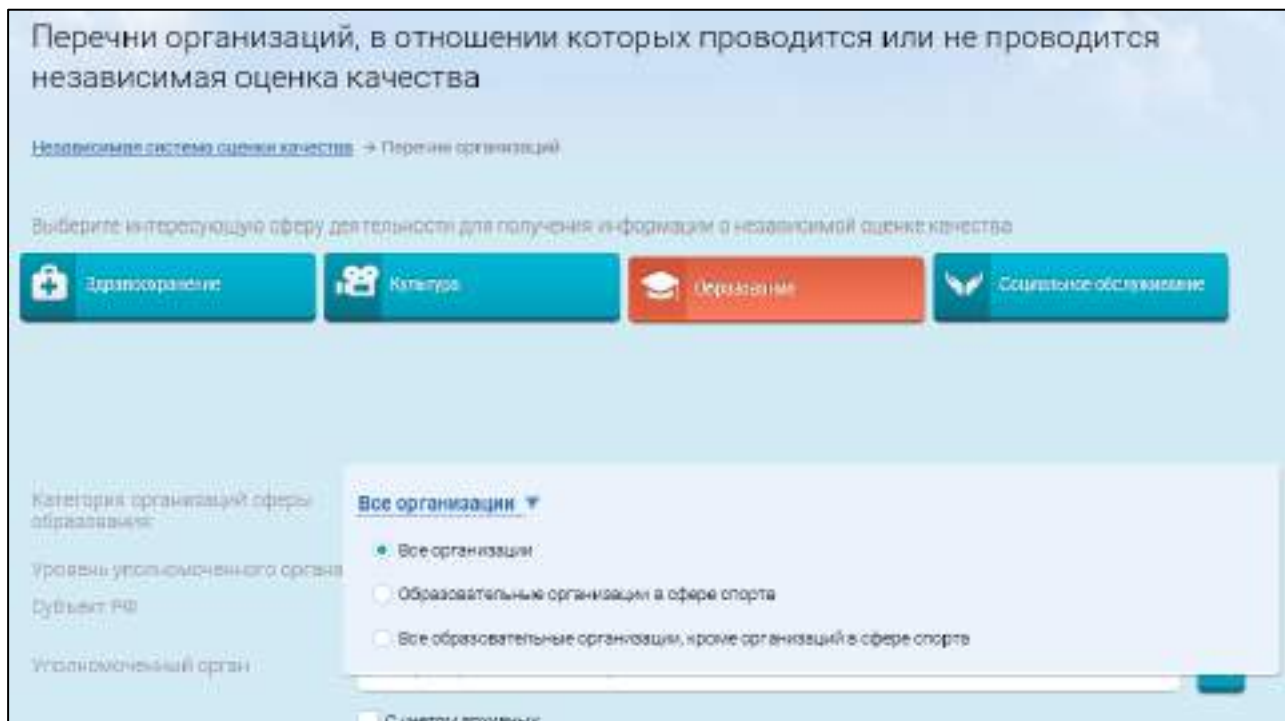 Перечни организаций, в отношении которых проводится или не проводится
независимая оценка качества
Независимая система оценки качества → Перечни организаций
Выберите интересующую сферу деятельности для получения информации о независимой оценке качества
Здравоохранение
Культура
Образование
Социальное обслуживание
Категория организаций сферы
образования:
Все организации ▼
Все организации
Уровень уполномоченного органа
Образовательные организации в сфере спорта
Субъект РФ
Все образовательные организации, кроме организаций в сфере спорта
Уполномоченный орган
С учетом архивных